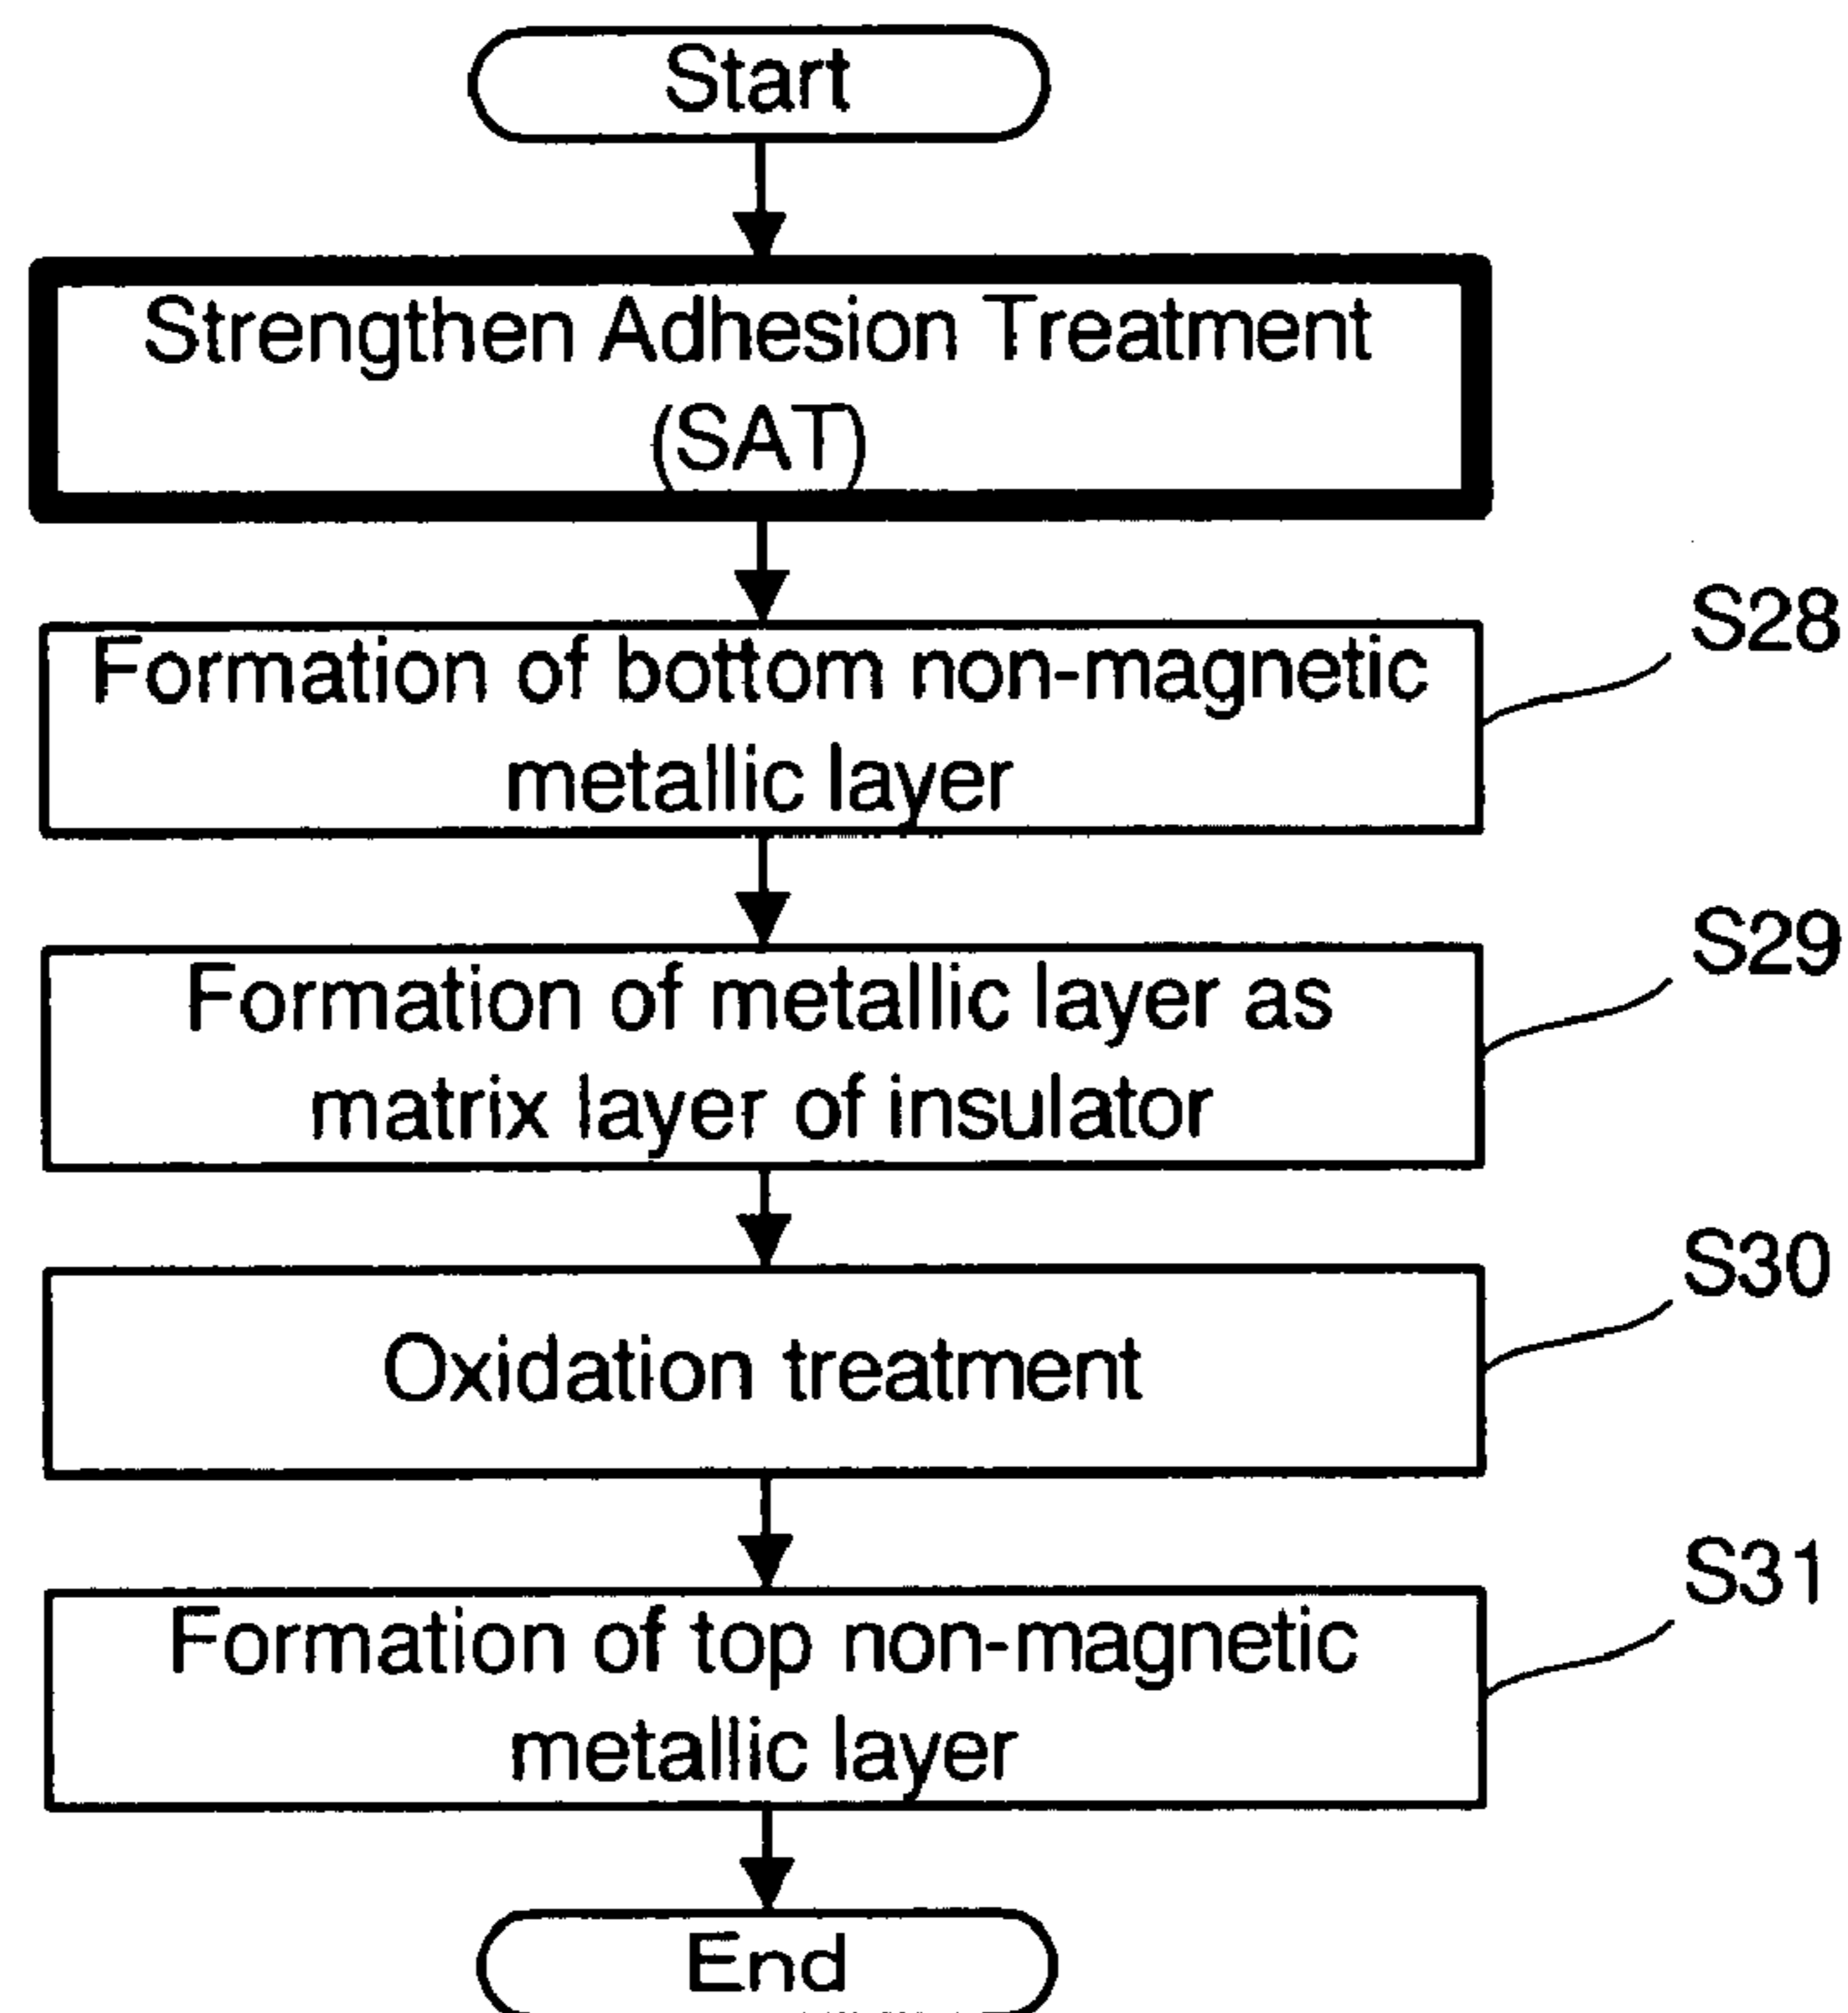 Start
Strengthen Adhesion Treatment
(SAT)
S28
Formation of bottom non-magnetic
metallic layer
S29
Formation of metallic layer as
matrix layer of insulator
S30
Oxidation treatment
S31
Formation of top non-magnetic
metallic layer
End